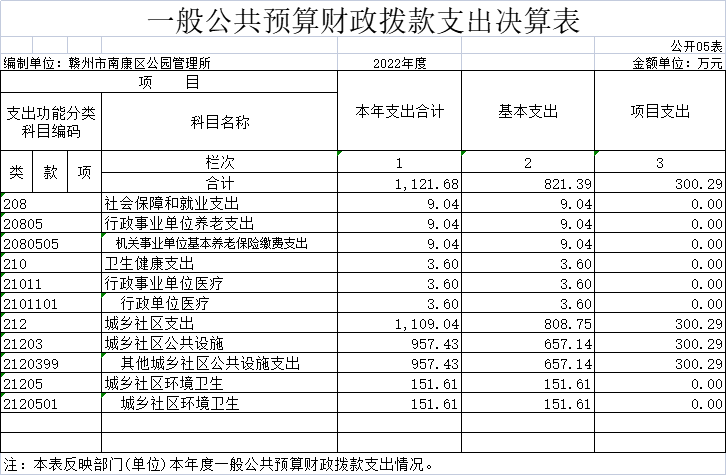 一般公共预算财政拨款支出决算表
公开05表
编制单位：赣州市南康区公园管理所 2022年度 金额单位：万元
项 目 本年支出合计 基本支出 项目支出
支出功能分类科目编码 科目名称
类 款 项 栏次 1 2 3
合计 1,121.68 821.39 300.29
208 社会保障和就业支出 9.04 9.04 0.00
20805 行政事业单位养老支出 9.04 9.04 0.00
2080505 机关事业单位基本养老保险缴费支出 9.04 9.04 0.00
210 卫生健康支出 3.60 3.60 0.00
21011 行政事业单位医疗 3.60 3.60 0.00
2101101 行政单位医疗 3.60 3.60 0.00
212 城乡社区支出 1,109.04 808.75 300.29
21203 城乡社区公共设施 957.43 657.14 300.29
2120399 其他城乡社区公共设施支出 957.43 657.14 300.29
21205 城乡社区环境卫生 151.61 151.61 0.00
2120501 城乡社区环境卫生 151.61 151.61 0.00
注：本表反映部门(单位)本年度一般公共预算财政拨款支出情况。